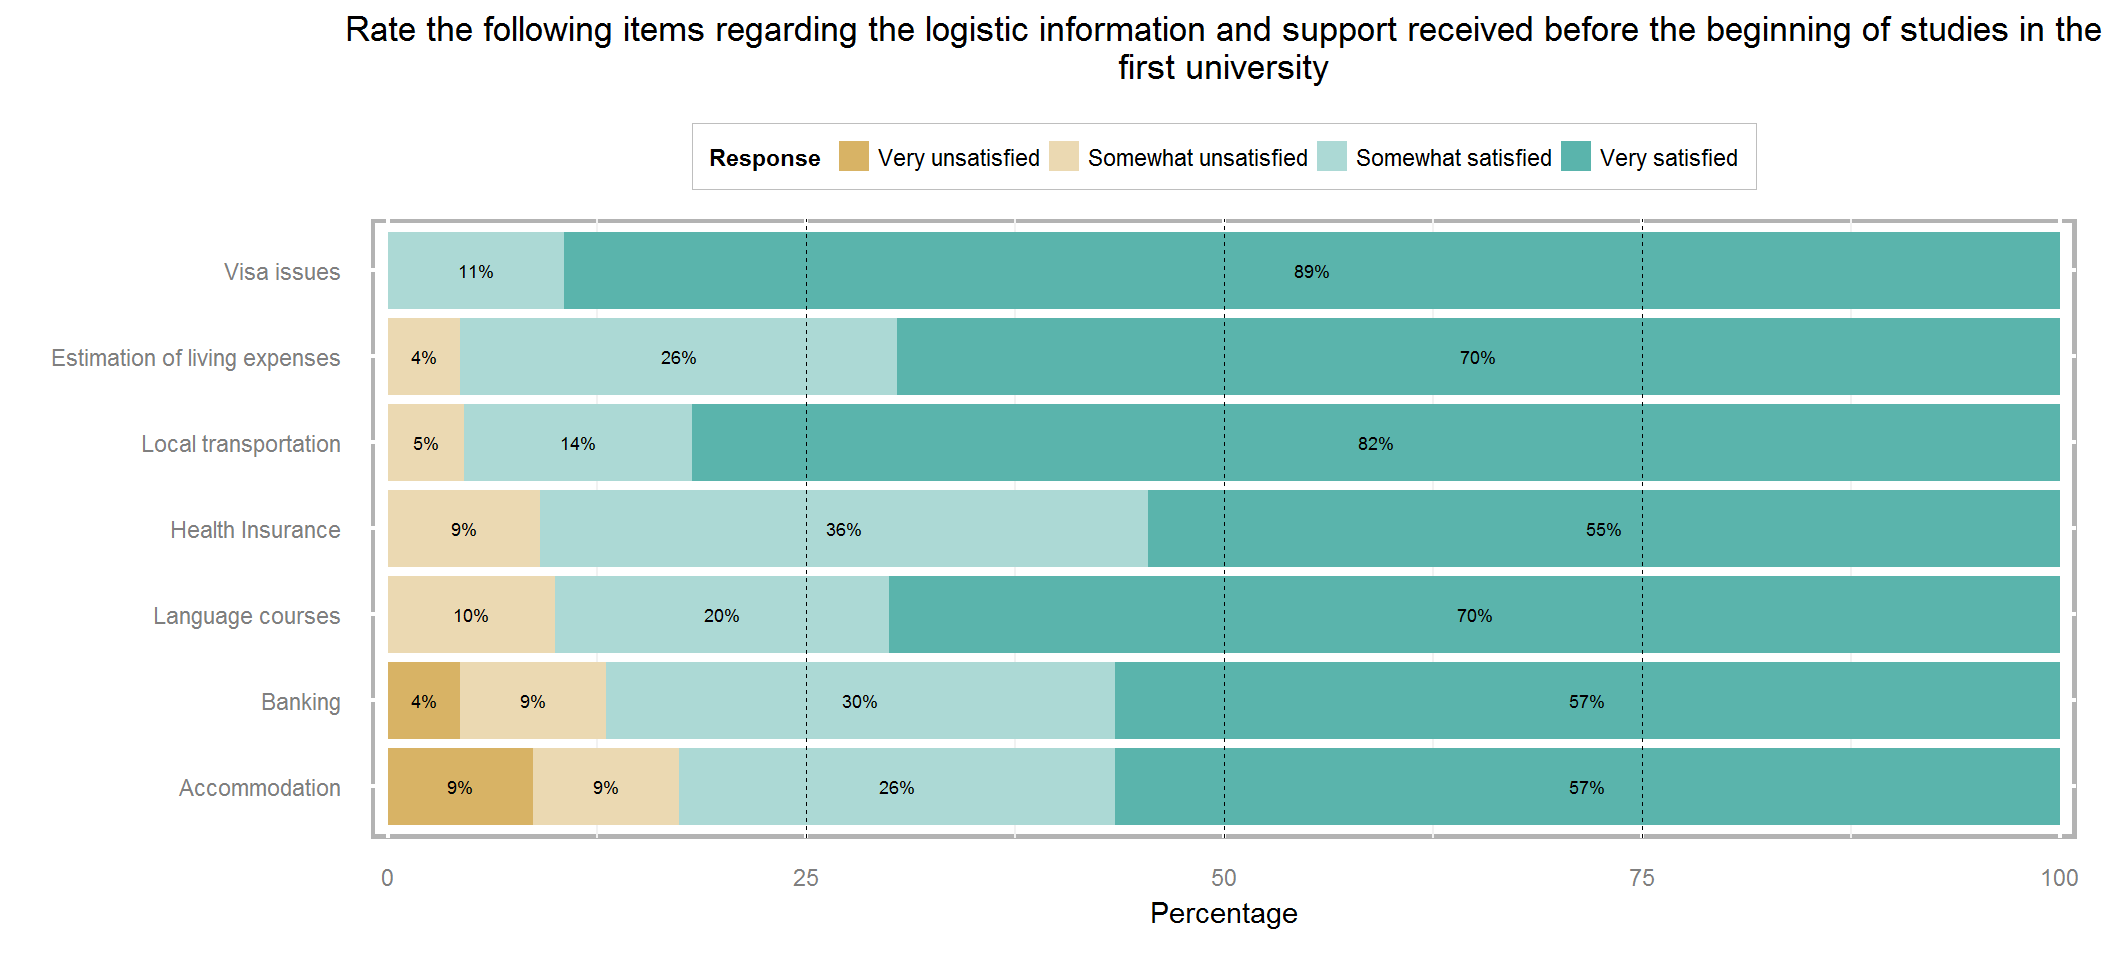 Rate the following items regarding the logistic information and support received before the beginning of studies in the
first university
Response Very unsatisfied Somewhat unsatisfied Somewhat satisfied Very satisfied
Visa issues 11% 89%
Estimation of living expenses 4% 26% 70%
Local transportation 5% 14% 82%
Health Insurance 9% 36% 55%
Language courses 10% 20% 70%
Banking 4% 9% 30% 57%
Accommodation 9% 9% 26% 57%
0 25 50 75 100
Percentage